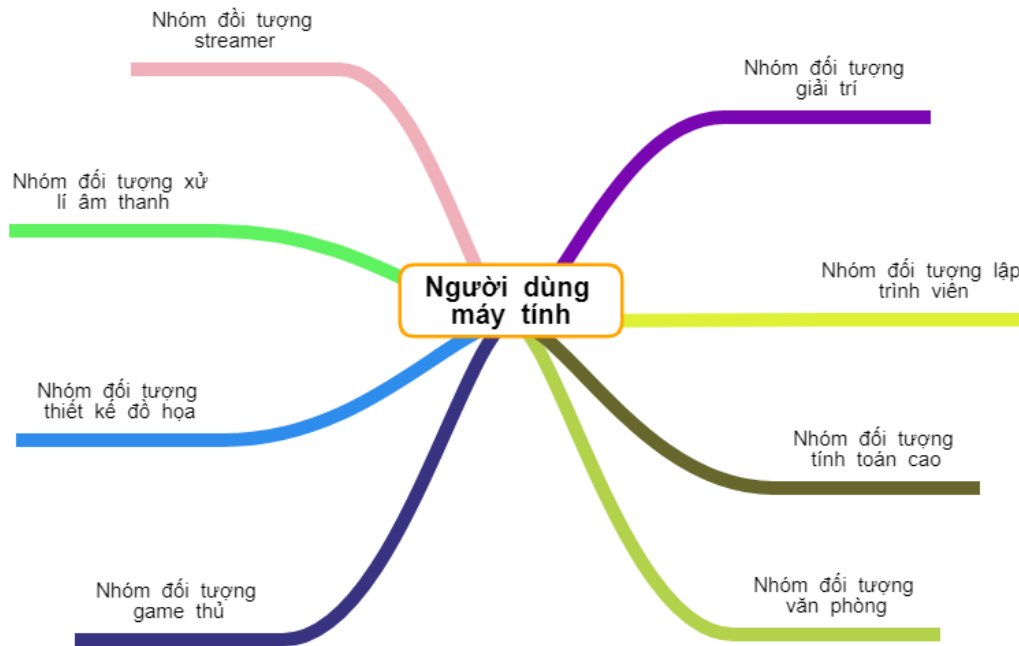 Nhóm đồi tượng
streamer
Nhóm đối tượng
giải trí
Nhóm đối tượng xử
lí âm thanh
Người dùng
máy tính
Nhóm đối tượng lập
trình viên
Nhóm đối tượng
thiết kế đồ họa
Nhóm đối tượng
tính toán cao
Nhóm đối tượng
game thủ
Nhóm đối tượng
văn phòng